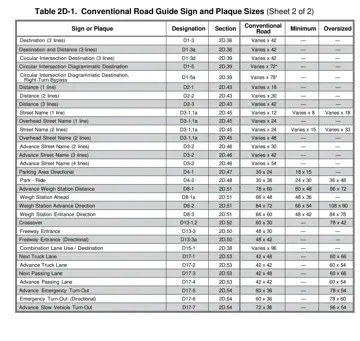 Table 2D-1. Conventional Road Guide Sign and Plaque Sizes (Sheet 2 of 2)
Sign or Plaque Designation Section Conventional Road Minimum Oversized
Destination (3 lines) D1-3 2D.36 Varies x 42 — —
Destination and Distance (3 lines) D1-3a 2D.36 Varies x 42 — —
Circular Intersection Destination (3 lines) D1-3d 2D.39 Varies x 42 — —
Circular Intersection Diagrammatic Destination D1-5 2D.39 Varies x 72* — —
Circular Intersection Diagrammatic Destination, Right-Turn Bypass D1-5a 2D.39 Varies x 78* — —
Distance (1 line) D2-1 2D.43 Varies x 18 — —
Distance (2 lines) D2-2 2D.43 Varies x 30 — —
Distance (3 lines) D2-3 2D.43 Varies x 42 — —
Street Name (1 line) D3-1,1a 2D.45 Varies x 12 Varies x 8 Varies x 18
Overhead Street Name (1 line) D3-1,1a 2D.45 Varies x 24 — —
Street Name (2 lines) D3-1,1a 2D.45 Varies x 24 Varies x 15 Varies x 33
Overhead Street Name (2 lines) D3-1,1a 2D.45 Varies x 48 — —
Advance Street Name (2 lines) D3-2 2D.46 Varies x 30 — —
Advance Street Name (3 lines) D3-2 2D.46 Varies x 42 — —
Advance Street Name (4 lines) D3-2 2D.46 Varies x 54 — —
Parking Area Directional D4-1 2D.47 30 x 24 18 x 15 —
Park - Ride D4-2 2D.48 30 x 36 24 x 30 36 x 48
Advance Weigh Station Distance D8-1 2D.51 78 x 60 60 x 48 96 x 72
Weigh Station Ahead D8-1a 2D.51 66 x 48 48 x 36 —
Weigh Station Advance Direction D8-2 2D.51 84 x 72 66 x 54 108 x 90
Weigh Station Entrance Direction D8-3 2D.51 66 x 60 48 x 42 84 x 78
Crossover D13-1,2 2D.52 60 x 30 — 78 x 42
Freeway Entrance D13-3 2D.50 48 x 30 — —
Freeway Entrance (Directional) D13-3a 2D.50 48 x 42 — —
Combination Lane Use / Destination D15-1 2D.38 Varies x 96 — —
Next Truck Lane D17-1 2D.53 42 x 48 — 60 x 66
Advance Truck Lane D17-2 2D.53 42 x 42 — 60 x 54
Next Passing Lane D17-3 2D.53 42 x 48 — 60 x 66
Advance Passing Lane D17-4 2D.53 42 x 42 — 60 x 54
Advance Emergency Turn-Out D17-5 2D.54 60 x 36 — 78 x 54
Emergency Turn-Out (Directional) D17-6 2D.54 60 x 36 — 78 x 60
Advance Slow Vehicle Turn-Out D17-7 2D.54 72 x 36 — 96 x 54